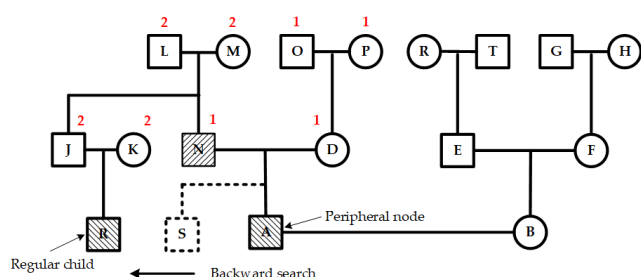 2 2 1 1
L M O P R T G H
2 2 1 1
J K N D E F
Peripheral node
R S A B
Regular child
Backward search